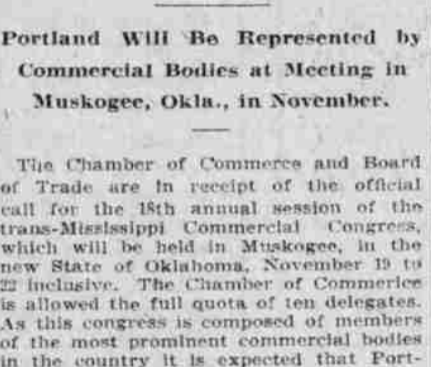 Portland Will Be Represented by
Commercial Bodies at Meeting in
Muskogee, Okla., in November.
The Chamber of Commerce and Board
of Trade are in receipt of the official
call for the 18th annual session of the
trans-Mississippi Commercial Congress,
which will be held in Muskogee, in the
new State of Oklahoma, November 19 to
22 inclusive. The Chamber of Commerce
is allowed the full quota of ten delegates.
As this congress is composed of members
of the most prominent commercial bodies
in the country it is expected that Port-